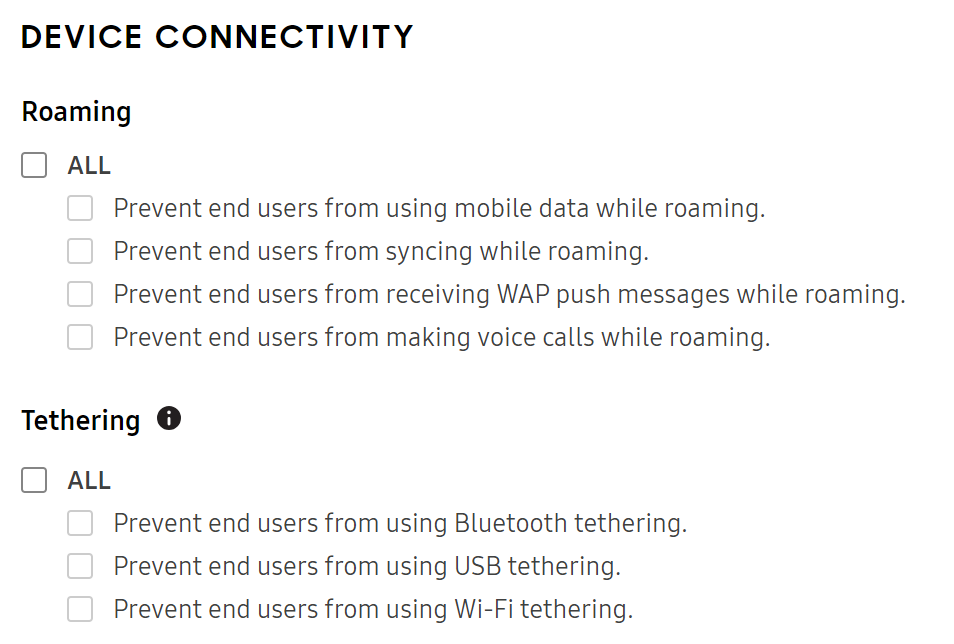 DEVICE CONNECTIVITY
Roaming
ALL
Prevent end users from using mobile data while roaming.
Prevent end users from syncing while roaming.
Prevent end users from receiving WAP push messages while roaming.
Prevent end users from making voice calls while roaming.
Tethering i
ALL
Prevent end users from using Bluetooth tethering.
Prevent end users from using USB tethering.
Prevent end users from using Wi-Fi tethering.